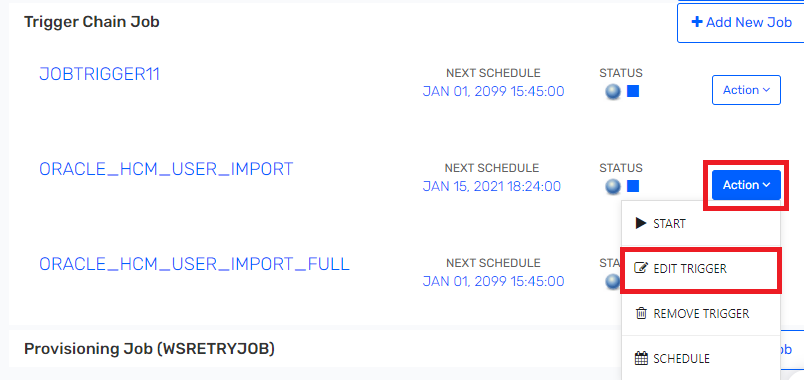 Trigger Chain Job
+ Add New Job
JOBTRIGGER11
NEXT SCHEDULE
JAN 01, 2099 15:45:00
STATUS
Action
ORACLE_HCM_USER_IMPORT
NEXT SCHEDULE
JAN 15, 2021 18:24:00
STATUS
Action
START
EDIT TRIGGER
REMOVE TRIGGER
SCHEDULE
ORACLE_HCM_USER_IMPORT_FULL
NEXT SCHEDULE
JAN 01, 2099 15:45:00
Provisioning Job (WSRETRYJOB)